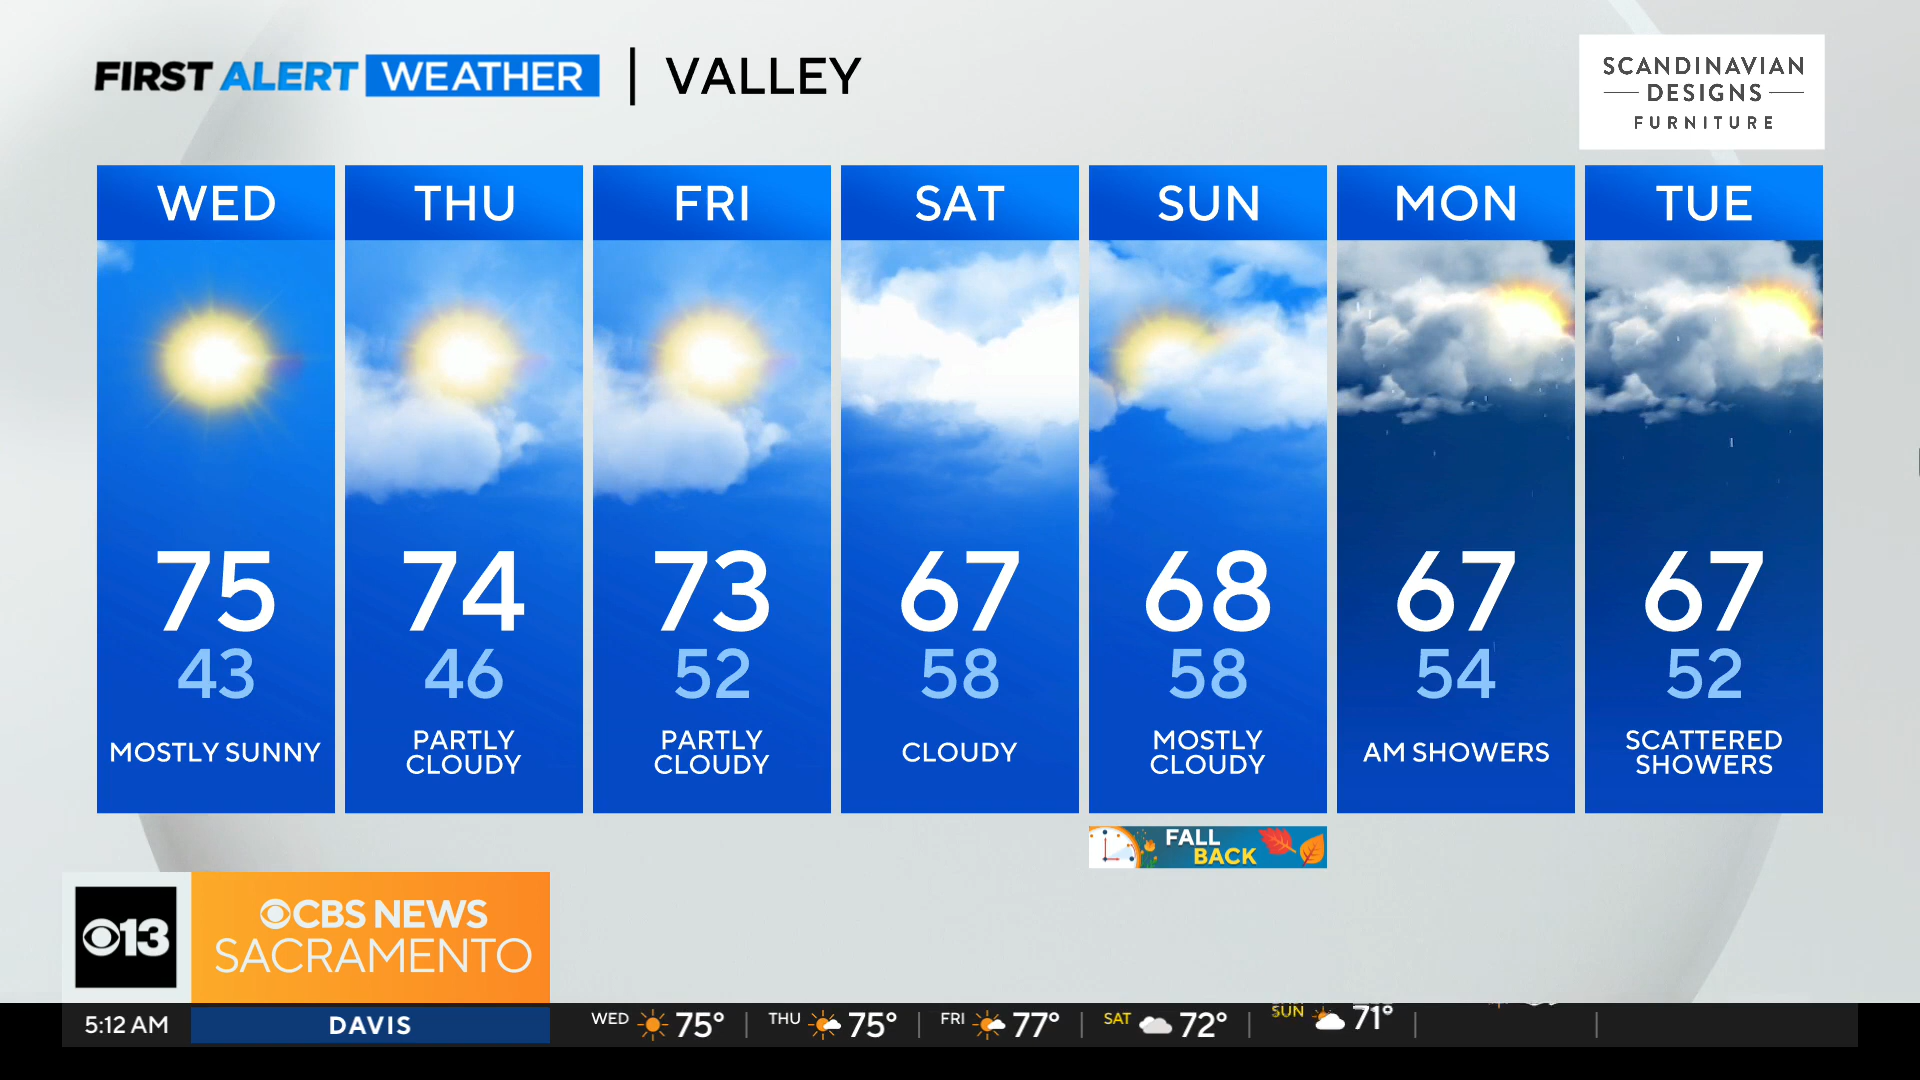 FIRST ALERT WEATHER | VALLEY
SCANDINAVIAN
DESIGNS
FURNITURE
WED
75
43
MOSTLY SUNNY
THU
74
46
PARTLY
CLOUDY
FRI
73
52
PARTLY
CLOUDY
SAT
67
58
CLOUDY
SUN
68
58
MOSTLY
CLOUDY
MON
67
54
AM SHOWERS
TUE
67
52
SCATTERED
SHOWERS
FALL
BACK
13
CBS NEWS
SACRAMENTO
5:12 AM
DAVIS
WED 75° | THU 75° | FRI 77° | SAT 72° | SUN 71° |